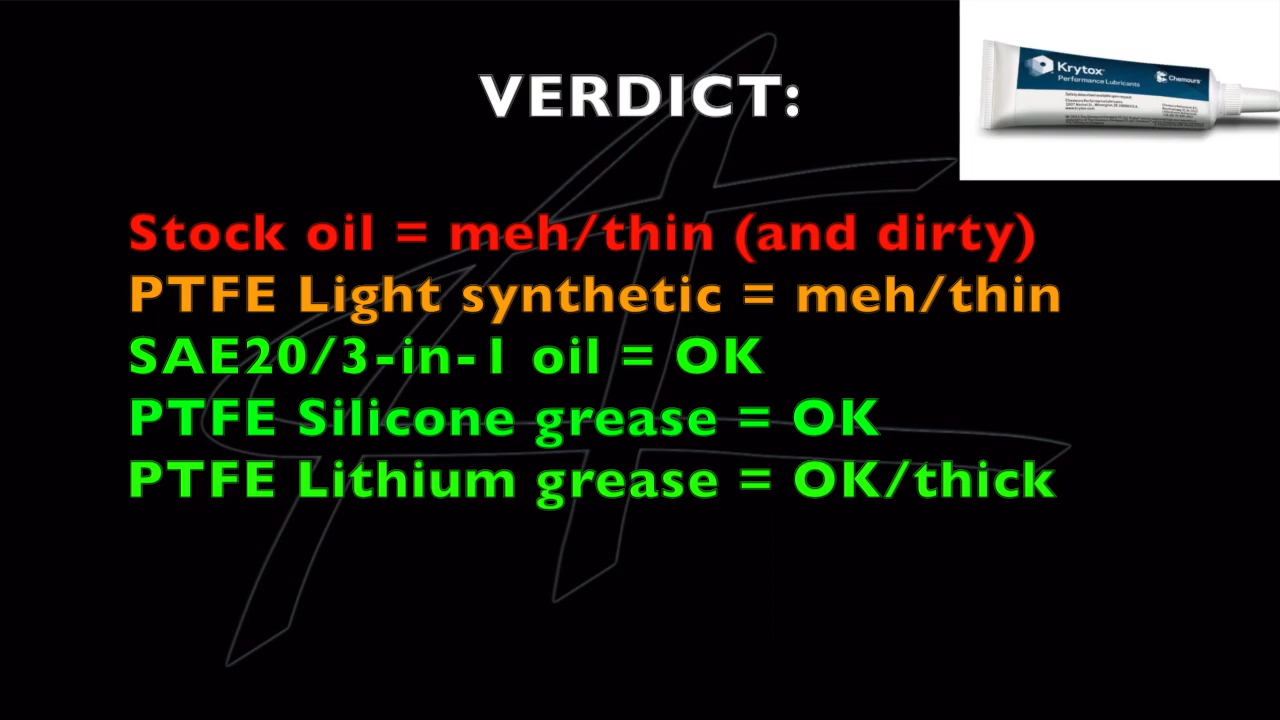 VERDICT:
Krytox
Performance Lubricants
Chemours
Stock oil = meh/thin (and dirty)
PTFE Light synthetic = meh/thin
SAE20/3-in-1 oil = OK
PTFE Silicone grease = OK
PTFE Lithium grease = OK/thick